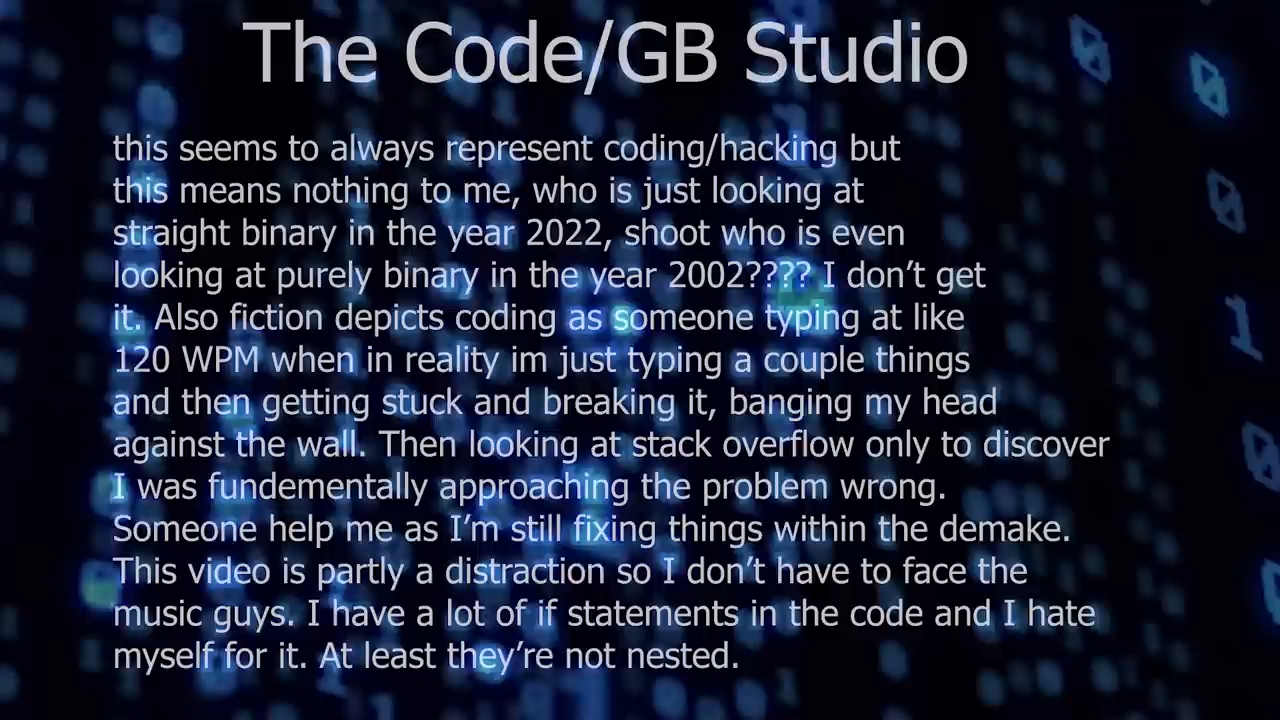 The Code/GB Studio
this seems to always represent coding/hacking but
this means nothing to me, who is just looking at
straight binary in the year 2022, shoot who is even
looking at purely binary in the year 2002???? I don’t get
it. Also fiction depicts coding as someone typing at like
120 WPM when in reality im just typing a couple things
and then getting stuck and breaking it, banging my head
against the wall. Then looking at stack overflow only to discover
I was fundementally approaching the problem wrong.
Someone help me as I’m still fixing things within the demake.
This video is partly a distraction so I don’t have to face the
music guys. I have a lot of if statements in the code and I hate
myself for it. At least they’re not nested.